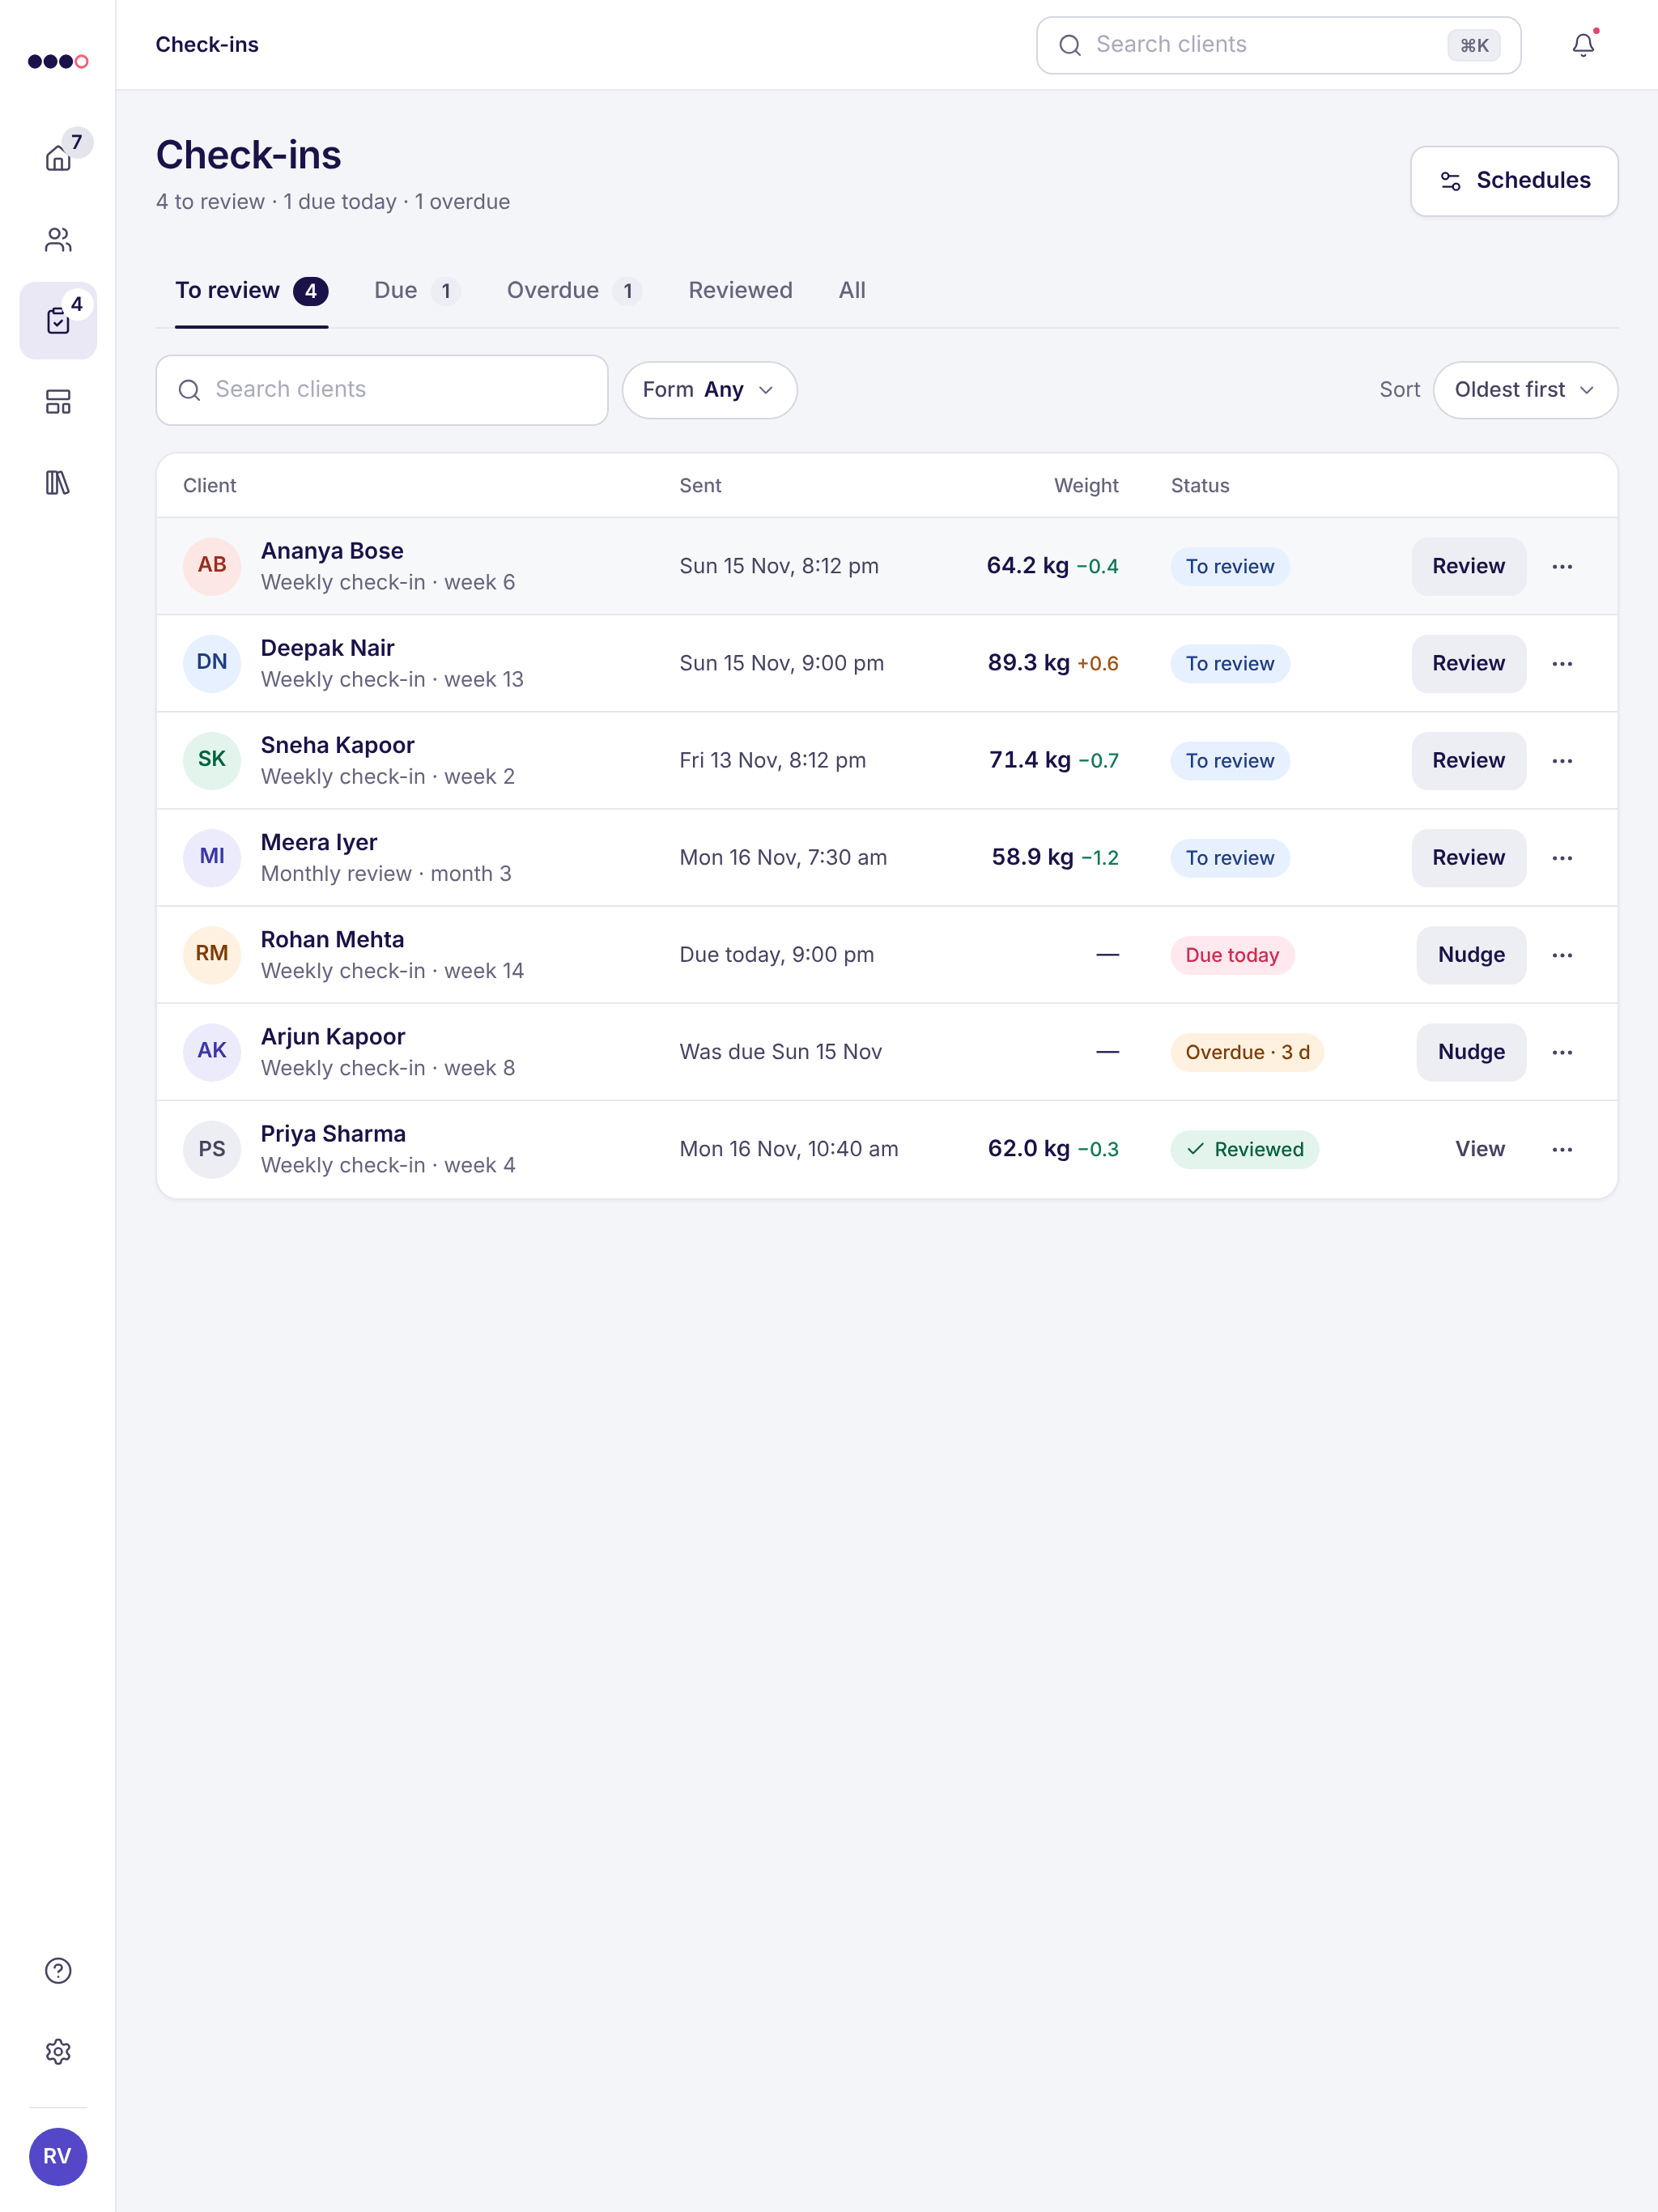 Check-ins
Search clients ⌘K
7
4
Check-ins
4 to review · 1 due today · 1 overdue
Schedules
To review 4 Due 1 Overdue 1 Reviewed All
Search clients Form Any Sort Oldest first
Client Sent Weight Status
AB Ananya Bose
Weekly check-in · week 6
Sun 15 Nov, 8:12 pm 64.2 kg −0.4 To review Review
DN Deepak Nair
Weekly check-in · week 13
Sun 15 Nov, 9:00 pm 89.3 kg +0.6 To review Review
SK Sneha Kapoor
Weekly check-in · week 2
Fri 13 Nov, 8:12 pm 71.4 kg −0.7 To review Review
MI Meera Iyer
Monthly review · month 3
Mon 16 Nov, 7:30 am 58.9 kg −1.2 To review Review
RM Rohan Mehta
Weekly check-in · week 14
Due today, 9:00 pm — Due today Nudge
AK Arjun Kapoor
Weekly check-in · week 8
Was due Sun 15 Nov — Overdue · 3 d Nudge
PS Priya Sharma
Weekly check-in · week 4
Mon 16 Nov, 10:40 am 62.0 kg −0.3 Reviewed View
RV